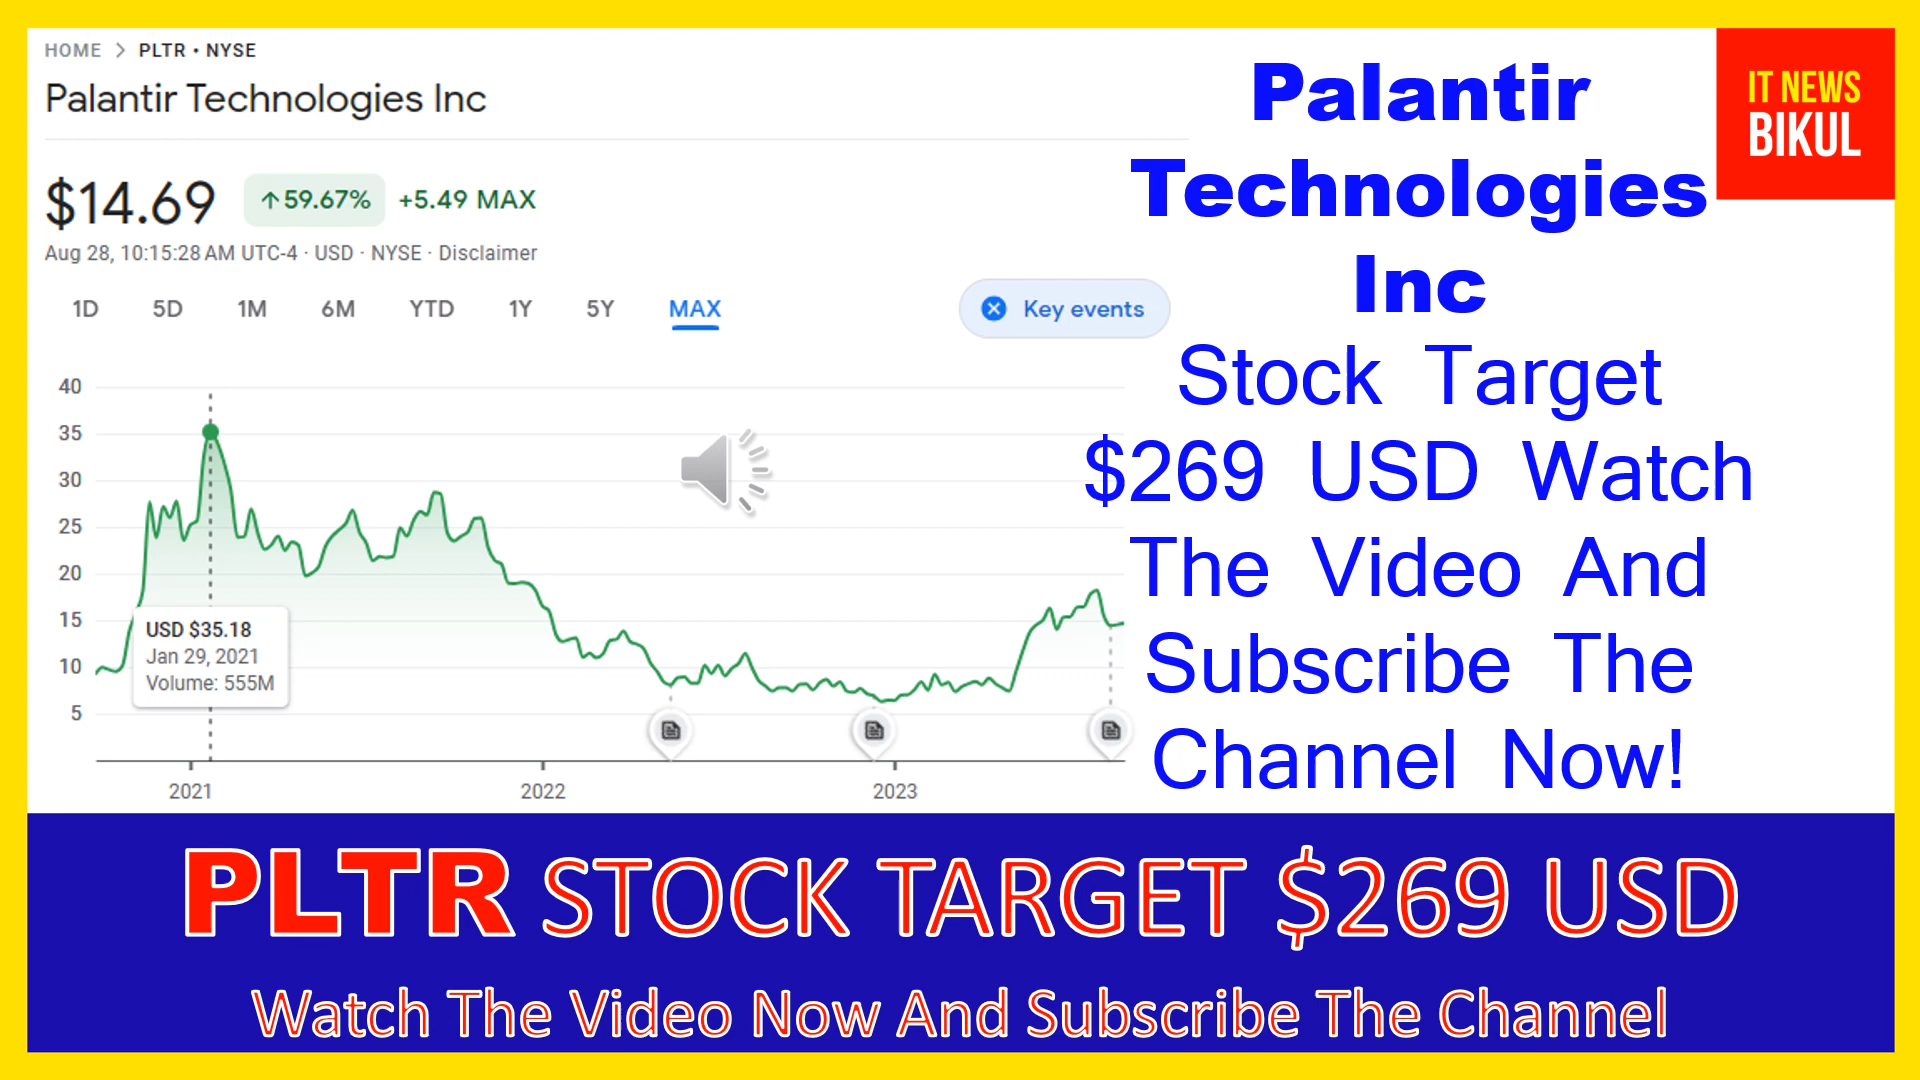 HOME > PLTR • NYSE
Palantir Technologies Inc
$14.69 ↑59.67% +5.49 MAX
Aug 28, 10:15:28 AM UTC-4 · USD · NYSE · Disclaimer
1D 5D 1M 6M YTD 1Y 5Y MAX
Key events
40
35
30
25
20
15
10
5
USD $35.18
Jan 29, 2021
Volume: 555M
2021 2022 2023
Palantir
Technologies
Inc
Stock Target
$269 USD Watch
The Video And
Subscribe The
Channel Now!
IT NEWS
BIKUL
PLTR STOCK TARGET $269 USD
Watch The Video Now And Subscribe The Channel